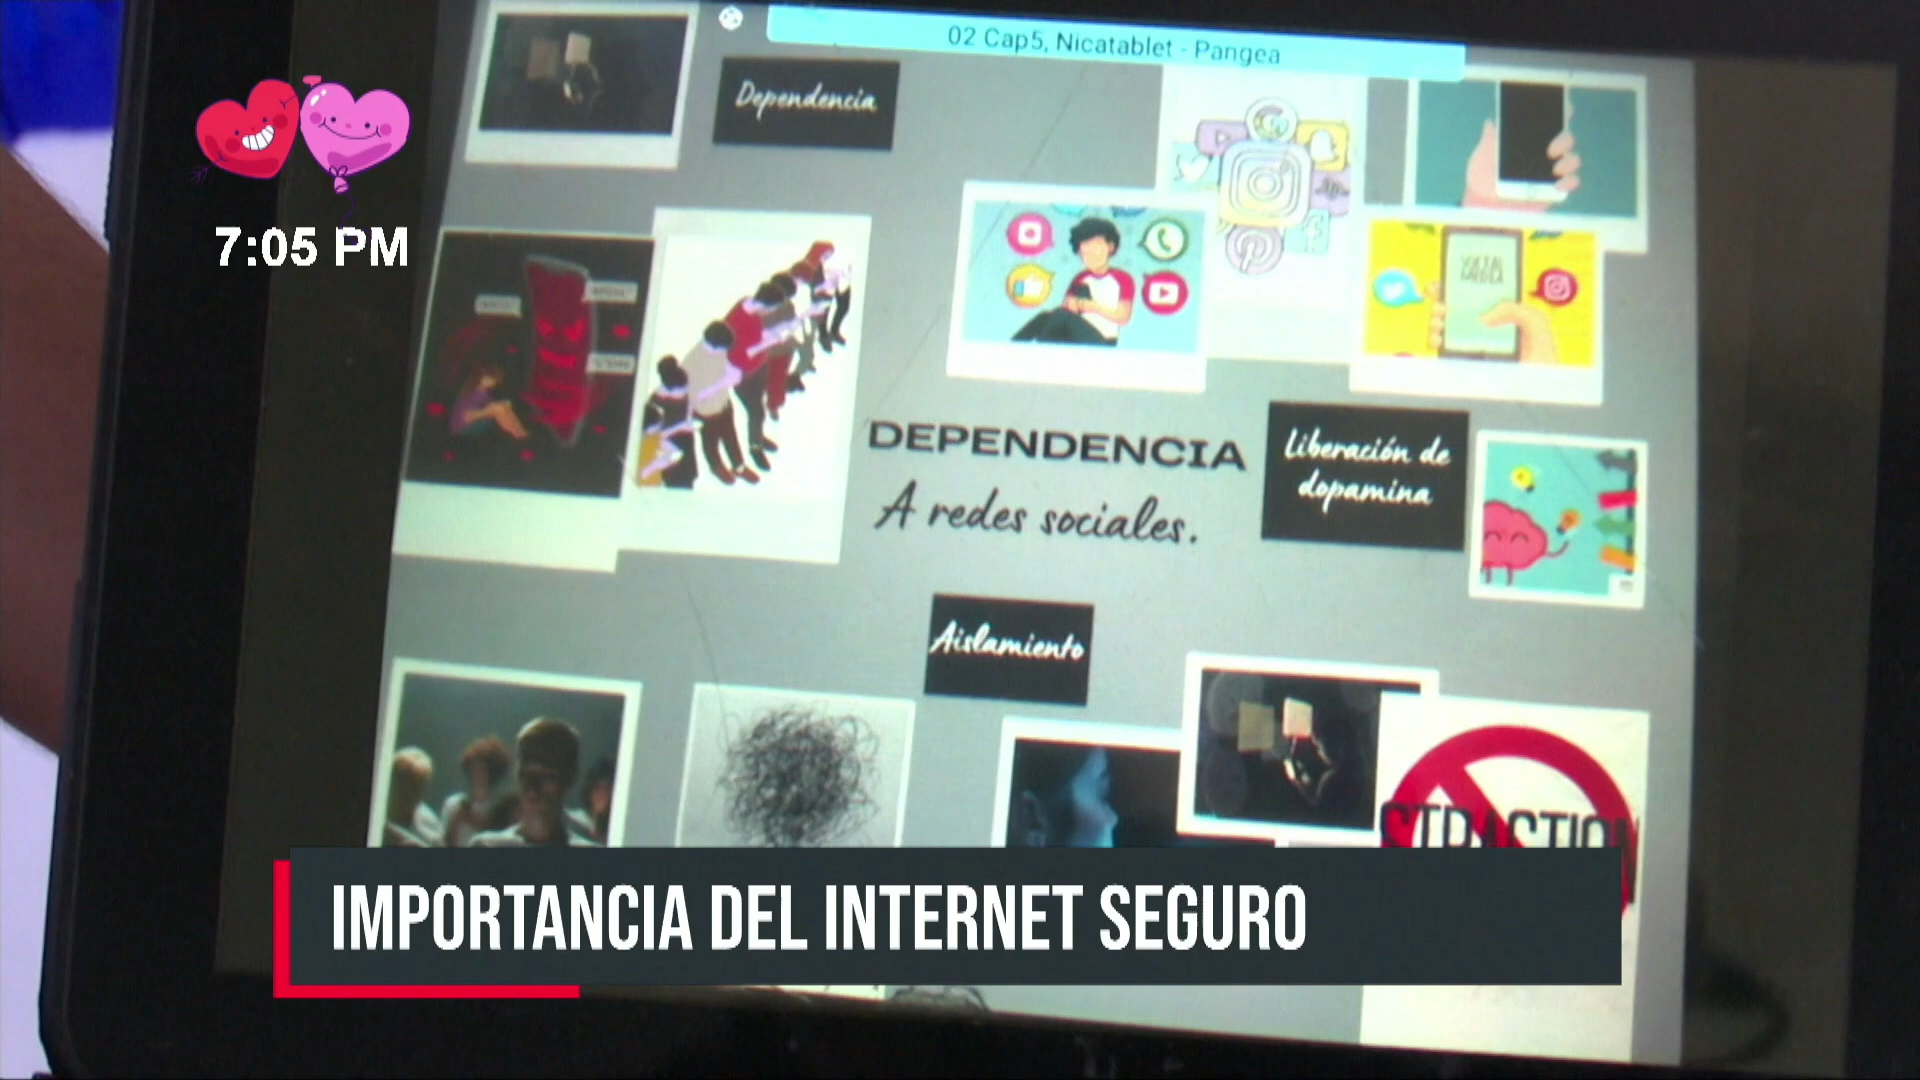 02 Cap5, Nicatablet - Pangea
Dependencia
7:05 PM
DEPENDENCIA
A redes sociales.
Liberación de
dopamina
Aislamiento
IMPORTANCIA DEL INTERNET SEGURO